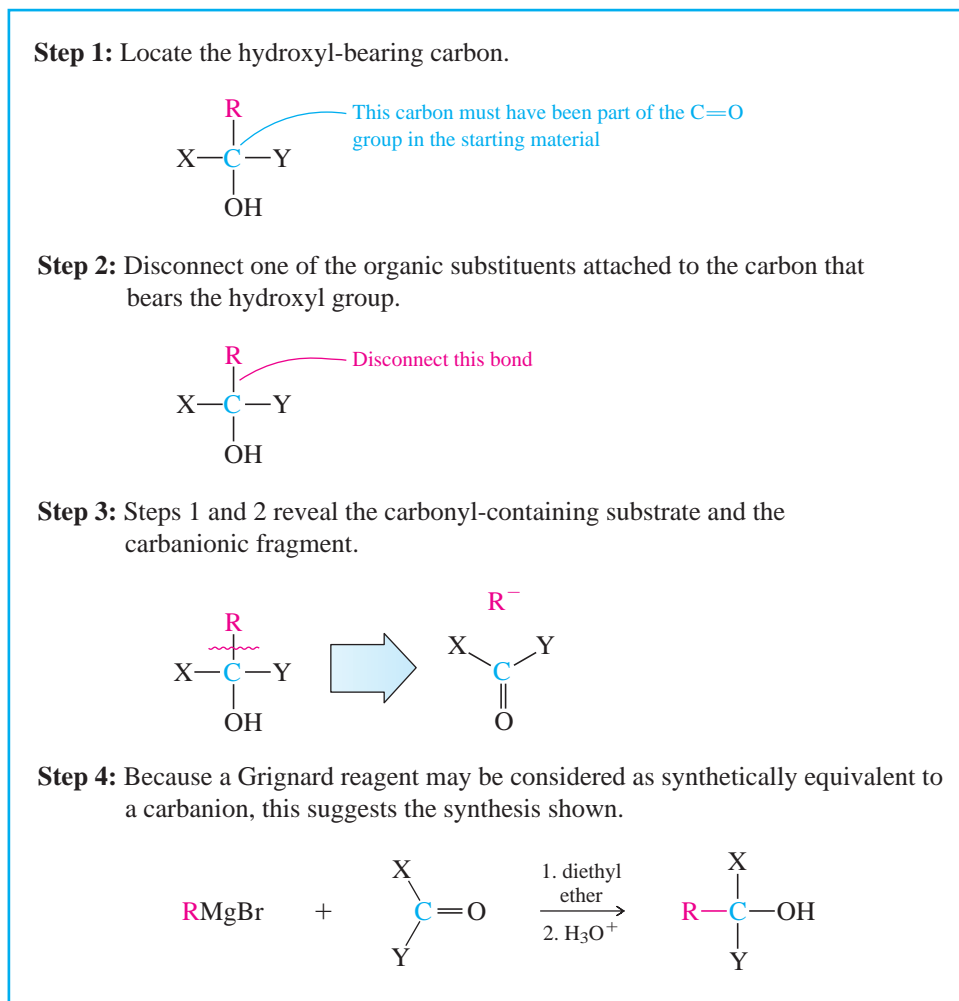 Step 1: Locate the hydroxyl-bearing carbon.
R
This carbon must have been part of the C=O
group in the starting material
X—C—Y
OH
Step 2: Disconnect one of the organic substituents attached to the carbon that
bears the hydroxyl group.
R
Disconnect this bond
X—C—Y
OH
Step 3: Steps 1 and 2 reveal the carbonyl-containing substrate and the
carbanionic fragment.
R⁻
R
X Y
X—C—Y
C
OH
O
Step 4: Because a Grignard reagent may be considered as synthetically equivalent to
a carbanion, this suggests the synthesis shown.
X
RMgBr + C=O
Y
1. diethyl
ether
2. H₃O⁺
X
R—C—OH
Y